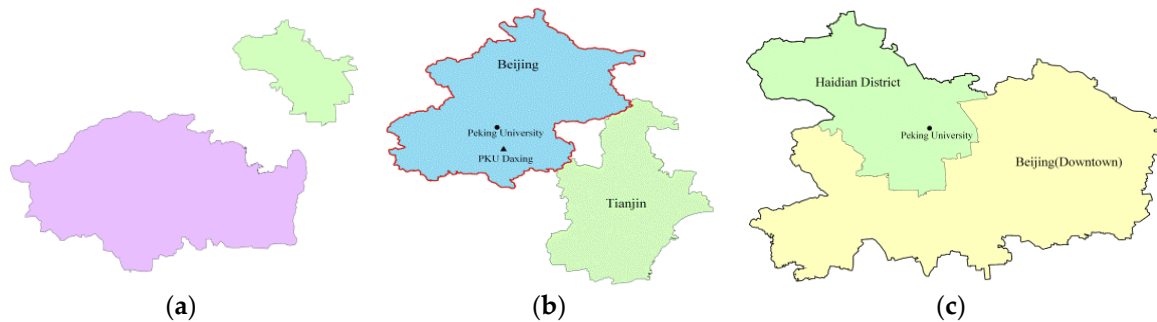 Beijing
Peking University
PKU Daxing
Tianjin
Haidian District
Peking University
Beijing(Downtown)
(a)
(b)
(c)